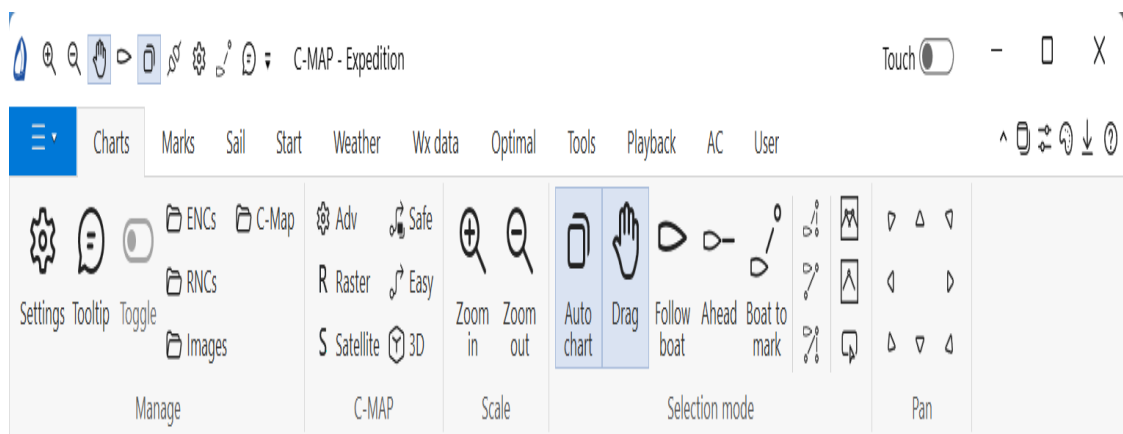 C-MAP - Expedition Touch
Charts Marks Sail Start Weather Wx data Optimal Tools Playback AC User
Settings Tooltip Toggle
ENCs C-Map
RNCs
Images
Manage
Adv Safe
R Raster Easy
S Satellite 3D
C-MAP
Zoom in
Zoom out
Scale
Auto chart
Drag
Follow boat
Ahead
Boat to mark
Selection mode
Pan